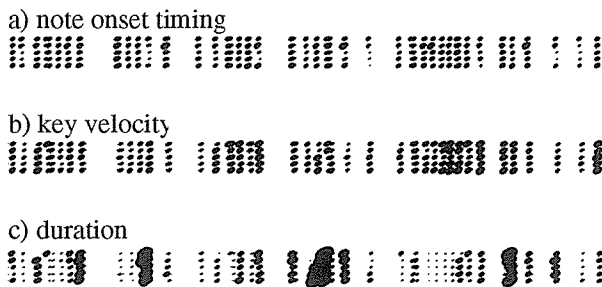 a) note onset timing
b) key velocity
c) duration